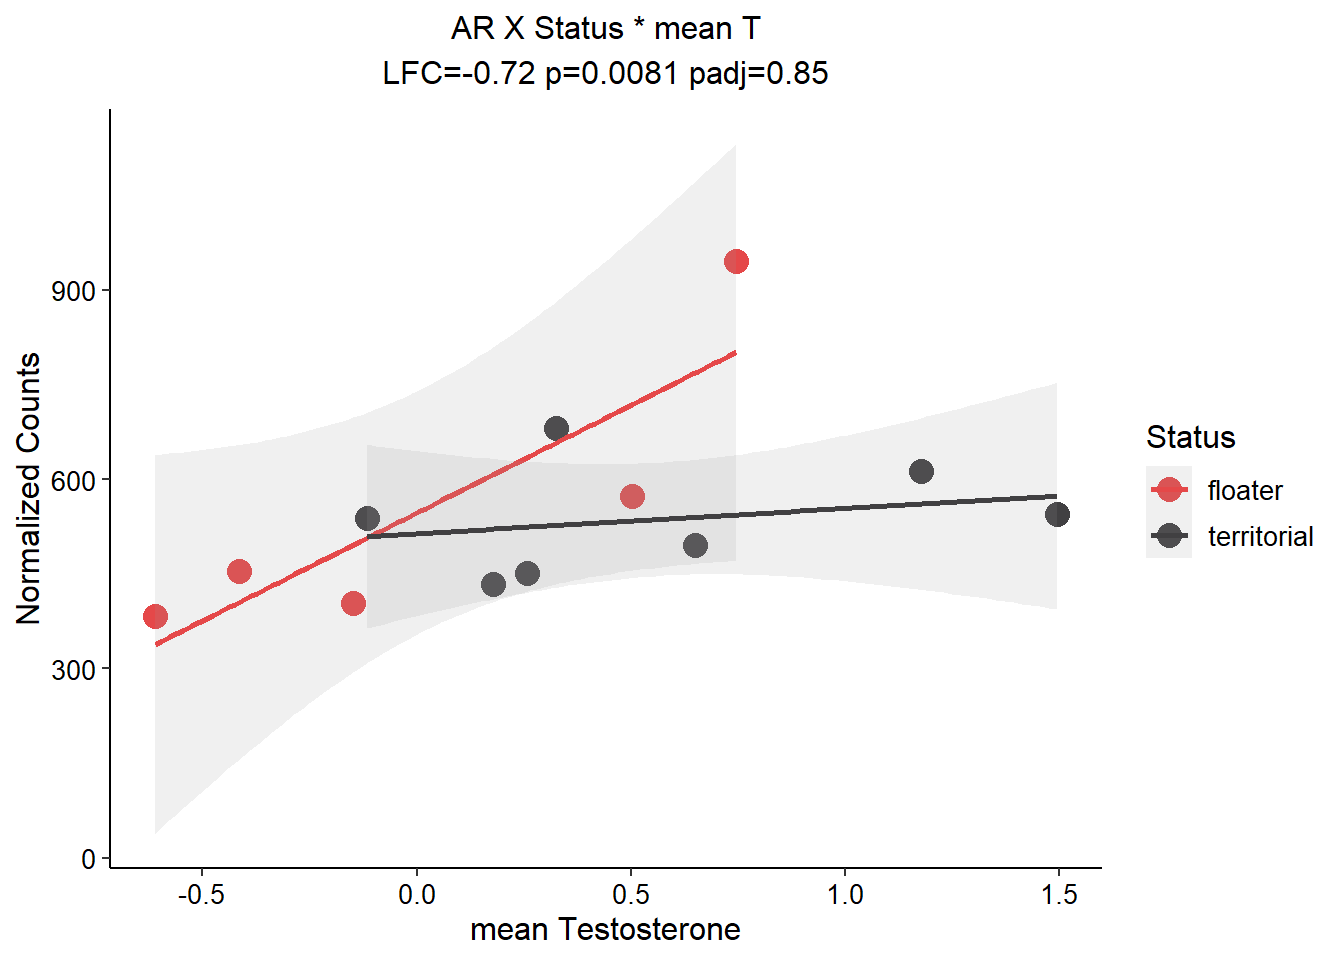 AR X Status * mean T
LFC=-0.72 p=0.0081 padj=0.85
Normalized Counts
900
600
300
0
-0.5
0.0
0.5
1.0
1.5
mean Testosterone
Status
floater
territorial